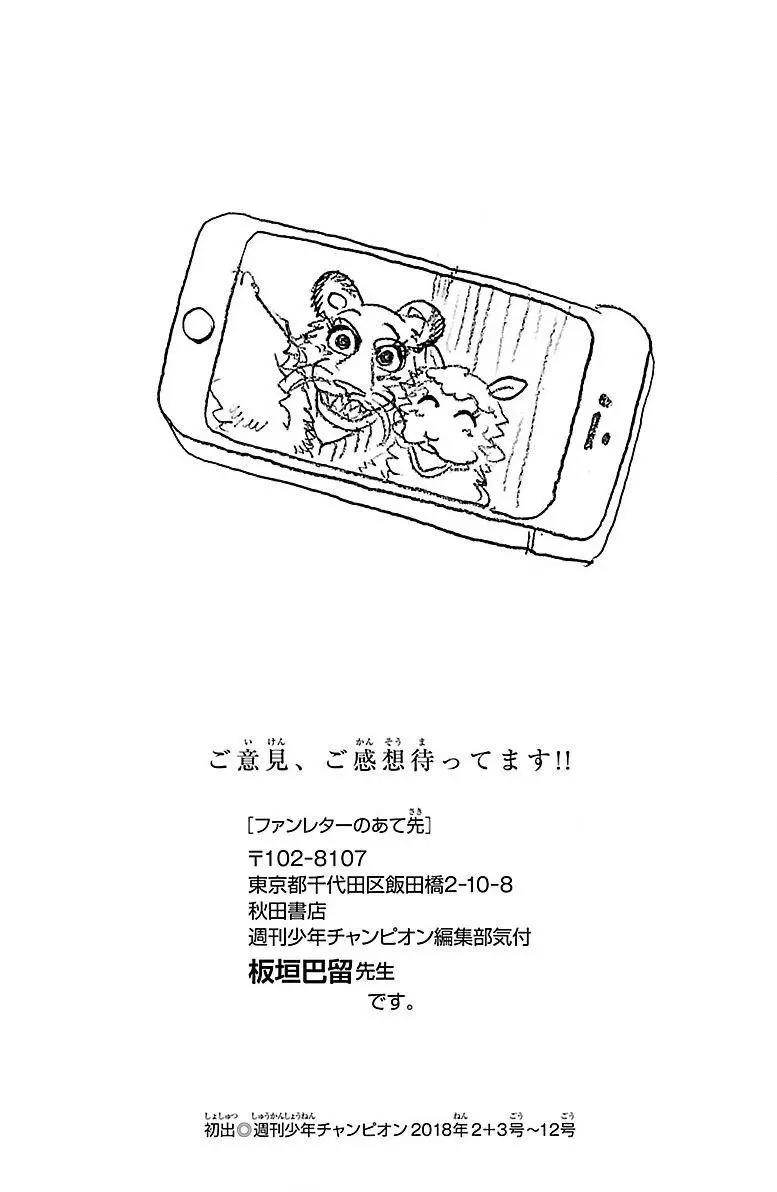 ご意見、ご感想待ってます!!
[ファンレターのあて先]
〒102-8107
東京都千代田区飯田橋2-10-8
秋田書店
週刊少年チャンピオン編集部気付
板垣巴留先生
です。
初出◎週刊少年チャンピオン2018年2+3号~12号